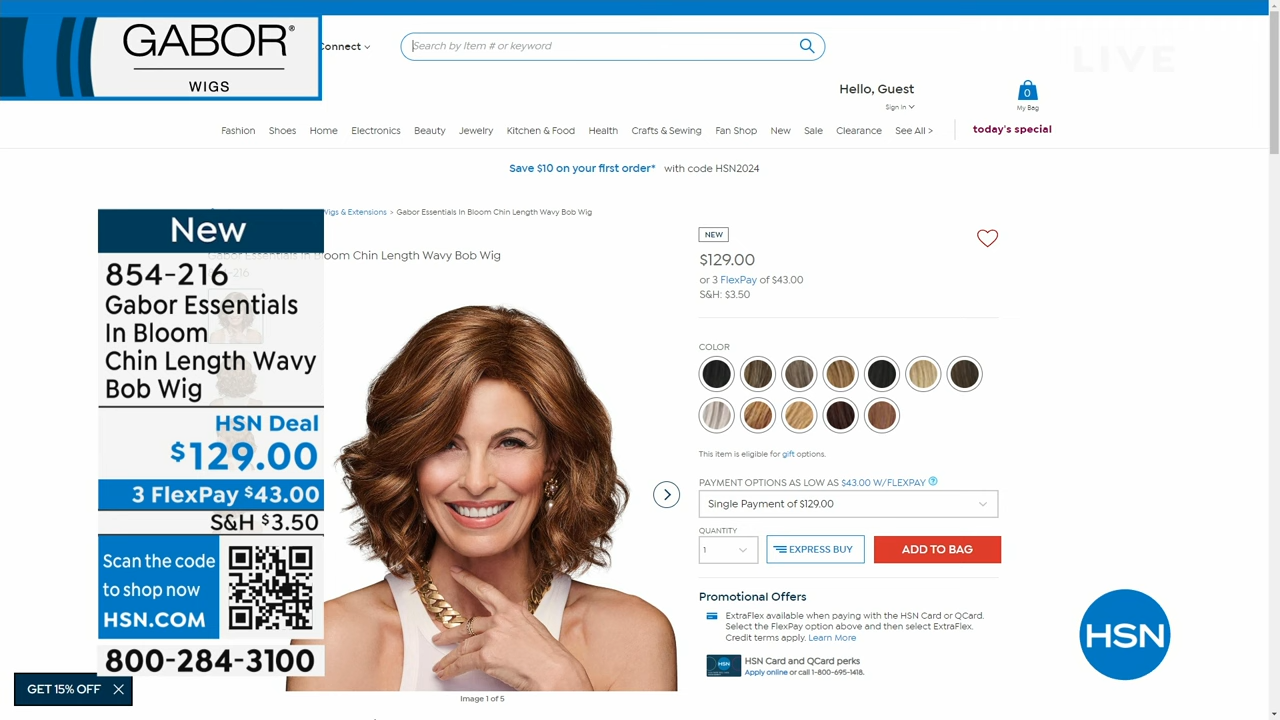 GABOR®
WIGS
Connect
Search by Item # or keyword
LIVE
Hello, Guest
Sign In
0
My Bag
Fashion Shoes Home Electronics Beauty Jewelry Kitchen & Food Health Crafts & Sewing Fan Shop New Sale Clearance See All > today's special
Save $10 on your first order* with code HSN2024
Wigs & Extensions > Gabor Essentials In Bloom Chin Length Wavy Bob Wig
Gabor Essentials In Bloom Chin Length Wavy Bob Wig
New
854-216
Gabor Essentials
In Bloom
Chin Length Wavy
Bob Wig
HSN Deal
$129.00
3 FlexPay $43.00
S&H $3.50
Scan the code
to shop now
HSN.COM
800-284-3100
GET 15% OFF
Image 1 of 5
NEW
$129.00
or 3 FlexPay of $43.00
S&H: $3.50
COLOR
This item is eligible for gift options.
PAYMENT OPTIONS AS LOW AS $43.00 W/FLEXPAY ?
Single Payment of $129.00
QUANTITY
1
EXPRESS BUY
ADD TO BAG
Promotional Offers
ExtraFlex available when paying with the HSN Card or QCard.
Select the FlexPay option above and then select ExtraFlex.
Credit terms apply. Learn More
HSN Card and QCard perks
Apply online or call 1-800-695-1418.
HSN